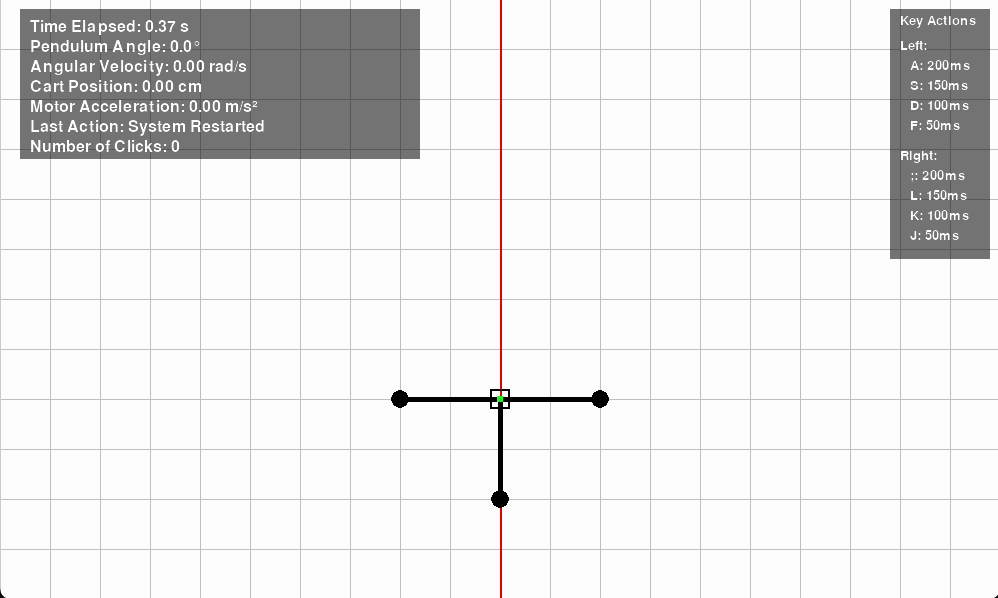 Time Elapsed: 0.37 s
Pendulum Angle: 0.0°
Angular Velocity: 0.00 rad/s
Cart Position: 0.00 cm
Motor Acceleration: 0.00 m/s²
Last Action: System Restarted
Number of Clicks: 0
Key Actions
Left:
A: 200ms
S: 150ms
D: 100ms
F: 50ms
Right:
;: 200ms
L: 150ms
K: 100ms
J: 50ms